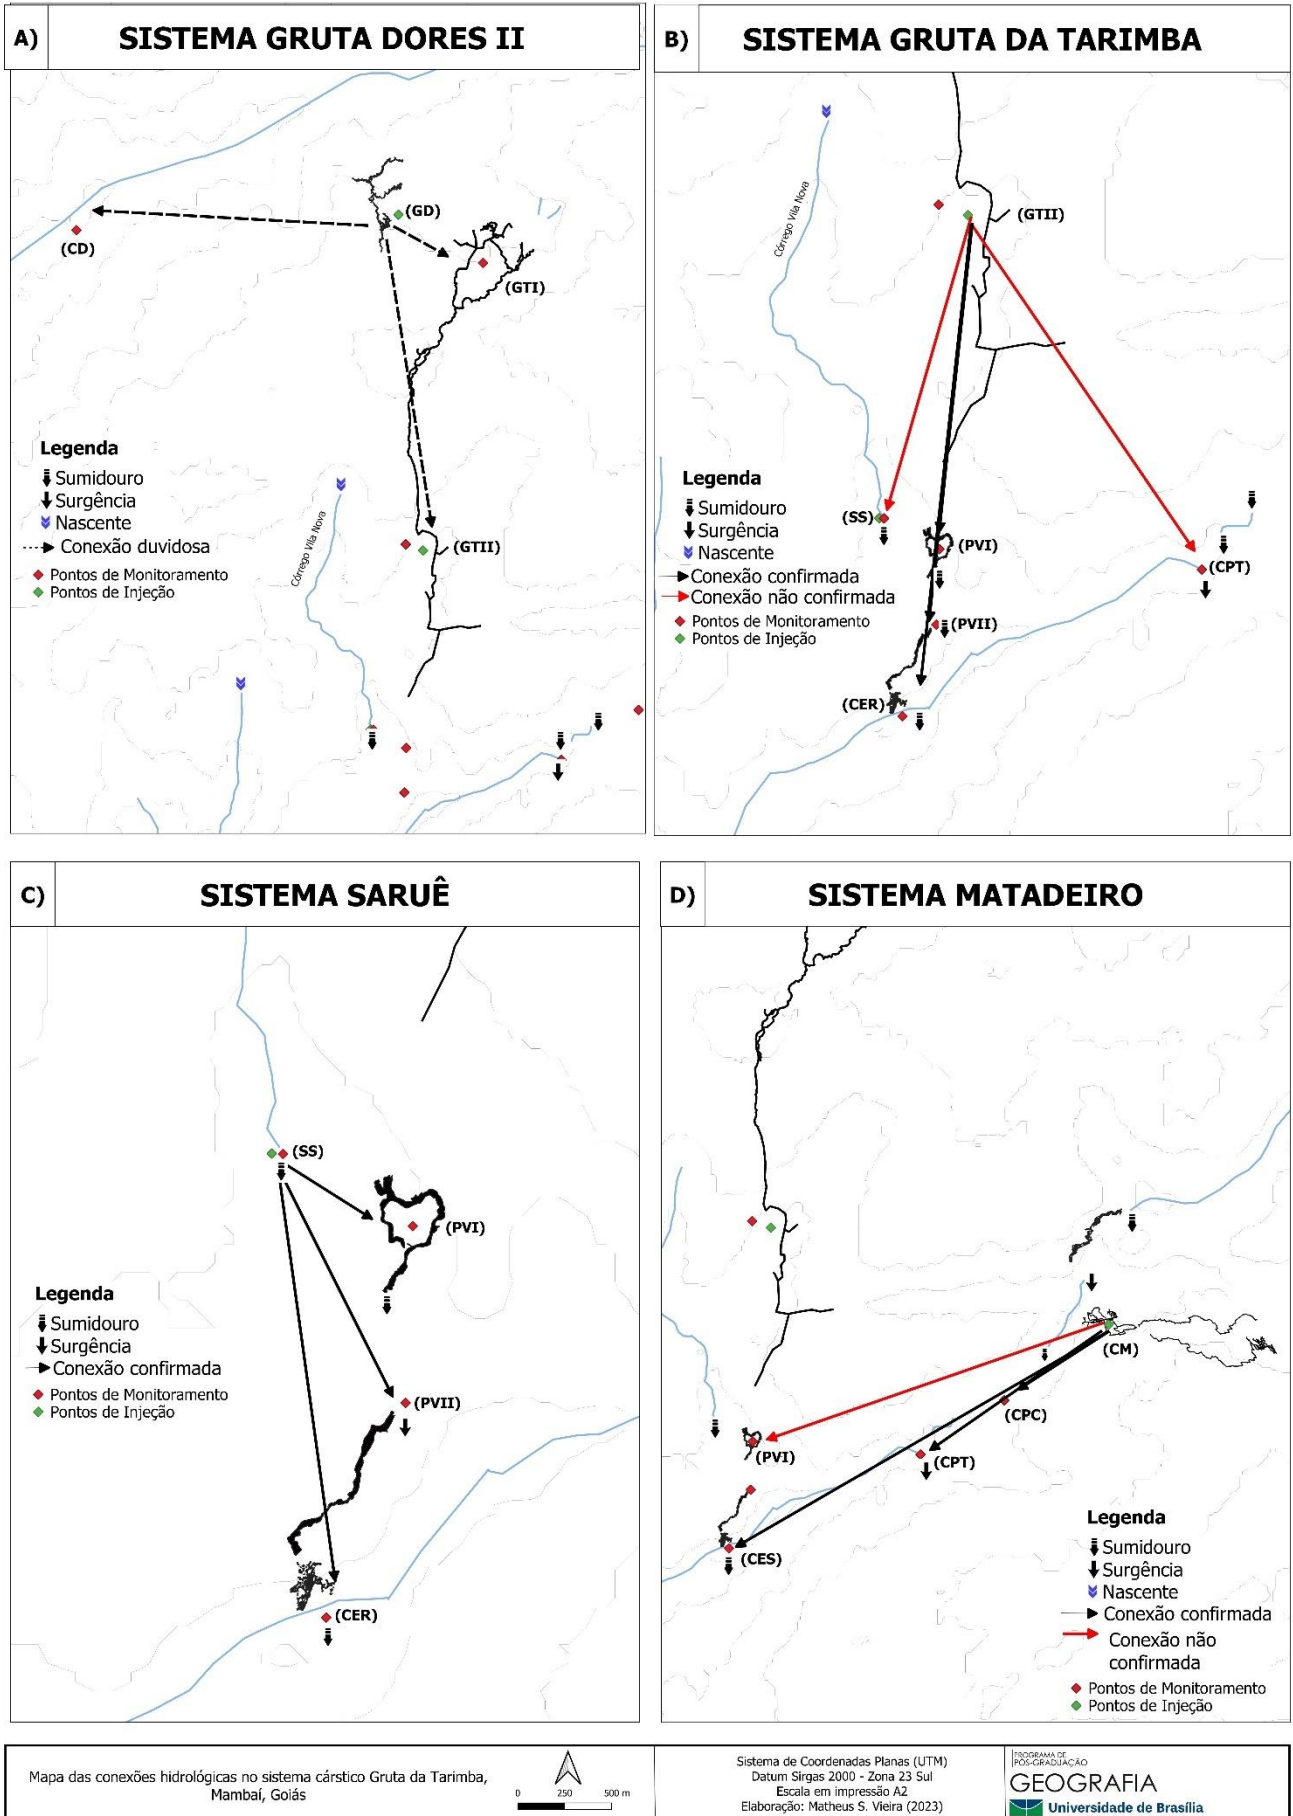 A)
SISTEMA GRUTA DORES II
(GD)
(CD)
(GTI)
Legenda
Sumidouro
Surgência
Nascente
Conexão duvidosa
Pontos de Monitoramento
Pontos de Injeção
Córrego Vila Nova
(GTII)
B)
SISTEMA GRUTA DA TARIMBA
Córrego Vila Nova
(GTII)
Legenda
Sumidouro
Surgência
Nascente
Conexão confirmada
Conexão não confirmada
Pontos de Monitoramento
Pontos de Injeção
(SS)
(PVI)
(CPT)
(PVII)
(CER)
C)
SISTEMA SARUÊ
(SS)
(PVI)
Legenda
Sumidouro
Surgência
Conexão confirmada
Pontos de Monitoramento
Pontos de Injeção
(PVII)
(CER)
D)
SISTEMA MATADEIRO
(CM)
(CPC)
(PVI)
(CPT)
(CES)
Legenda
Sumidouro
Surgência
Nascente
Conexão confirmada
Conexão não
confirmada
Pontos de Monitoramento
Pontos de Injeção
Mapa das conexões hidrológicas no sistema cárstico Gruta da Tarimba,
Mambaí, Goiás
0 250 500 m
Sistema de Coordenadas Planas (UTM)
Datum Sirgas 2000 - Zona 23 Sul
Escala em impressão A2
Elaboração: Matheus S. Vieira (2023)
PROGRAMA DE
PÓS-GRADUAÇÃO
GEOGRAFIA
Universidade de Brasília